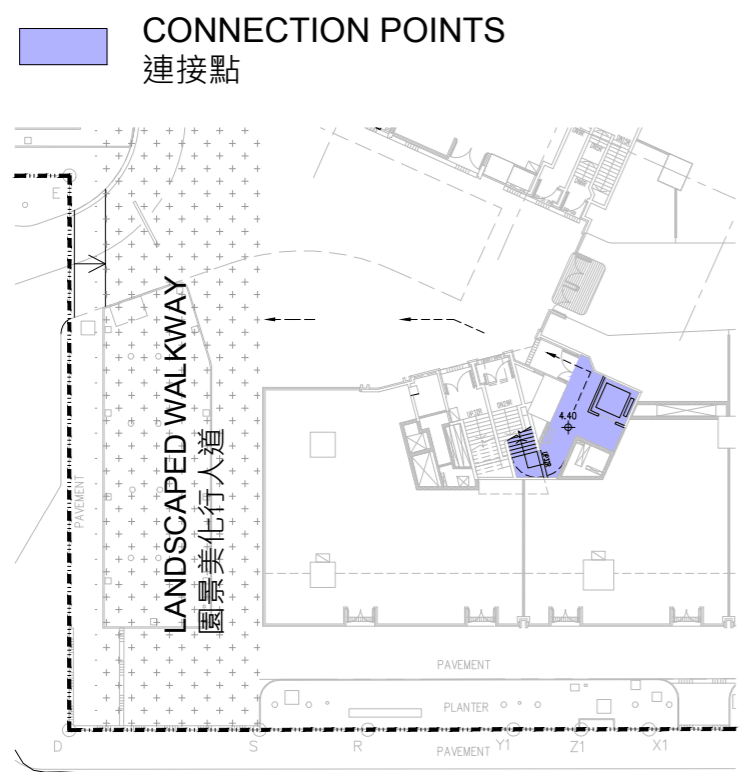 CONNECTION POINTS
連接點
E
LANDSCAPED WALKWAY
園景美化行人道
PAVEMENT
4.40
PAVEMENT
PLANTER
D
S
R
Y1
Z1
X1
PAVEMENT